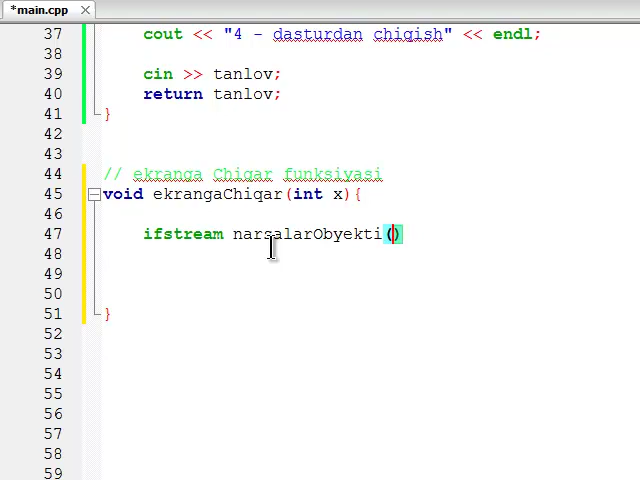 *main.cpp
37 cout << "4 - dasturdan chiqish" << endl;
38
39 cin >> tanlov;
40 return tanlov;
41 }
42
43
44 // ekranga Chiqar funksiyasi
45 void ekrangaChiqar(int x){
46
47 ifstream narsalarObyekti()
48
49
50
51 }
52
53
54
55
56
57
58
59